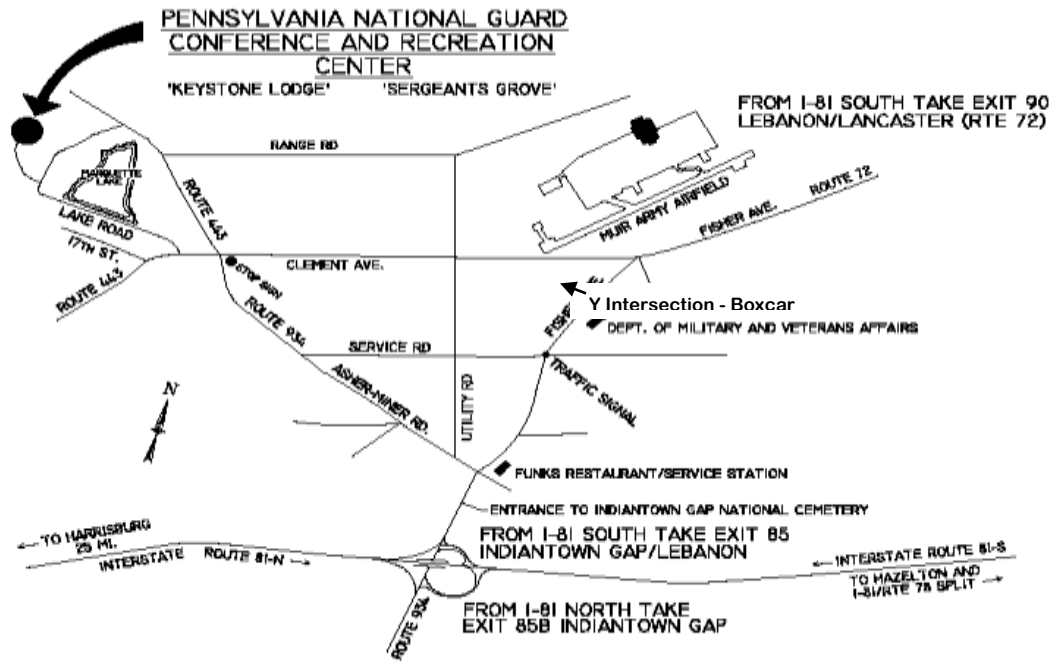 PENNSYLVANIA NATIONAL GUARD
CONFERENCE AND RECREATION
CENTER
'KEYSTONE LODGE' 'SERGEANTS GROVE'
FROM I-81 SOUTH TAKE EXIT 90
LEBANON/LANCASTER (RTE 72)
RANGE RD
MARQUETTE
LAKE
ROUTE 443
MUIR ARMY AIRFIELD
ROUTE 72
FISHER AVE.
LAKE ROAD
17TH ST.
ROUTE 443
STOP SIGN
CLEMENT AVE.
Y Intersection - Boxcar
DEPT. OF MILITARY AND VETERANS AFFAIRS
ROUTE 934
SERVICE RD
TRAFFIC SIGNAL
ASHER-MINER RD.
UTILITY RD
N
FUNKS RESTAURANT/SERVICE STATION
ENTRANCE TO INDIANTOWN GAP NATIONAL CEMETERY
TO HARRISBURG
25 MI.
INTERSTATE ROUTE 81-N
FROM I-81 SOUTH TAKE EXIT 85
INDIANTOWN GAP/LEBANON
INTERSTATE ROUTE 81-S
TO HAZELTON AND
I-81/RTE 78 SPLIT
FROM I-81 NORTH TAKE
EXIT 85B INDIANTOWN GAP
ROUTE 934